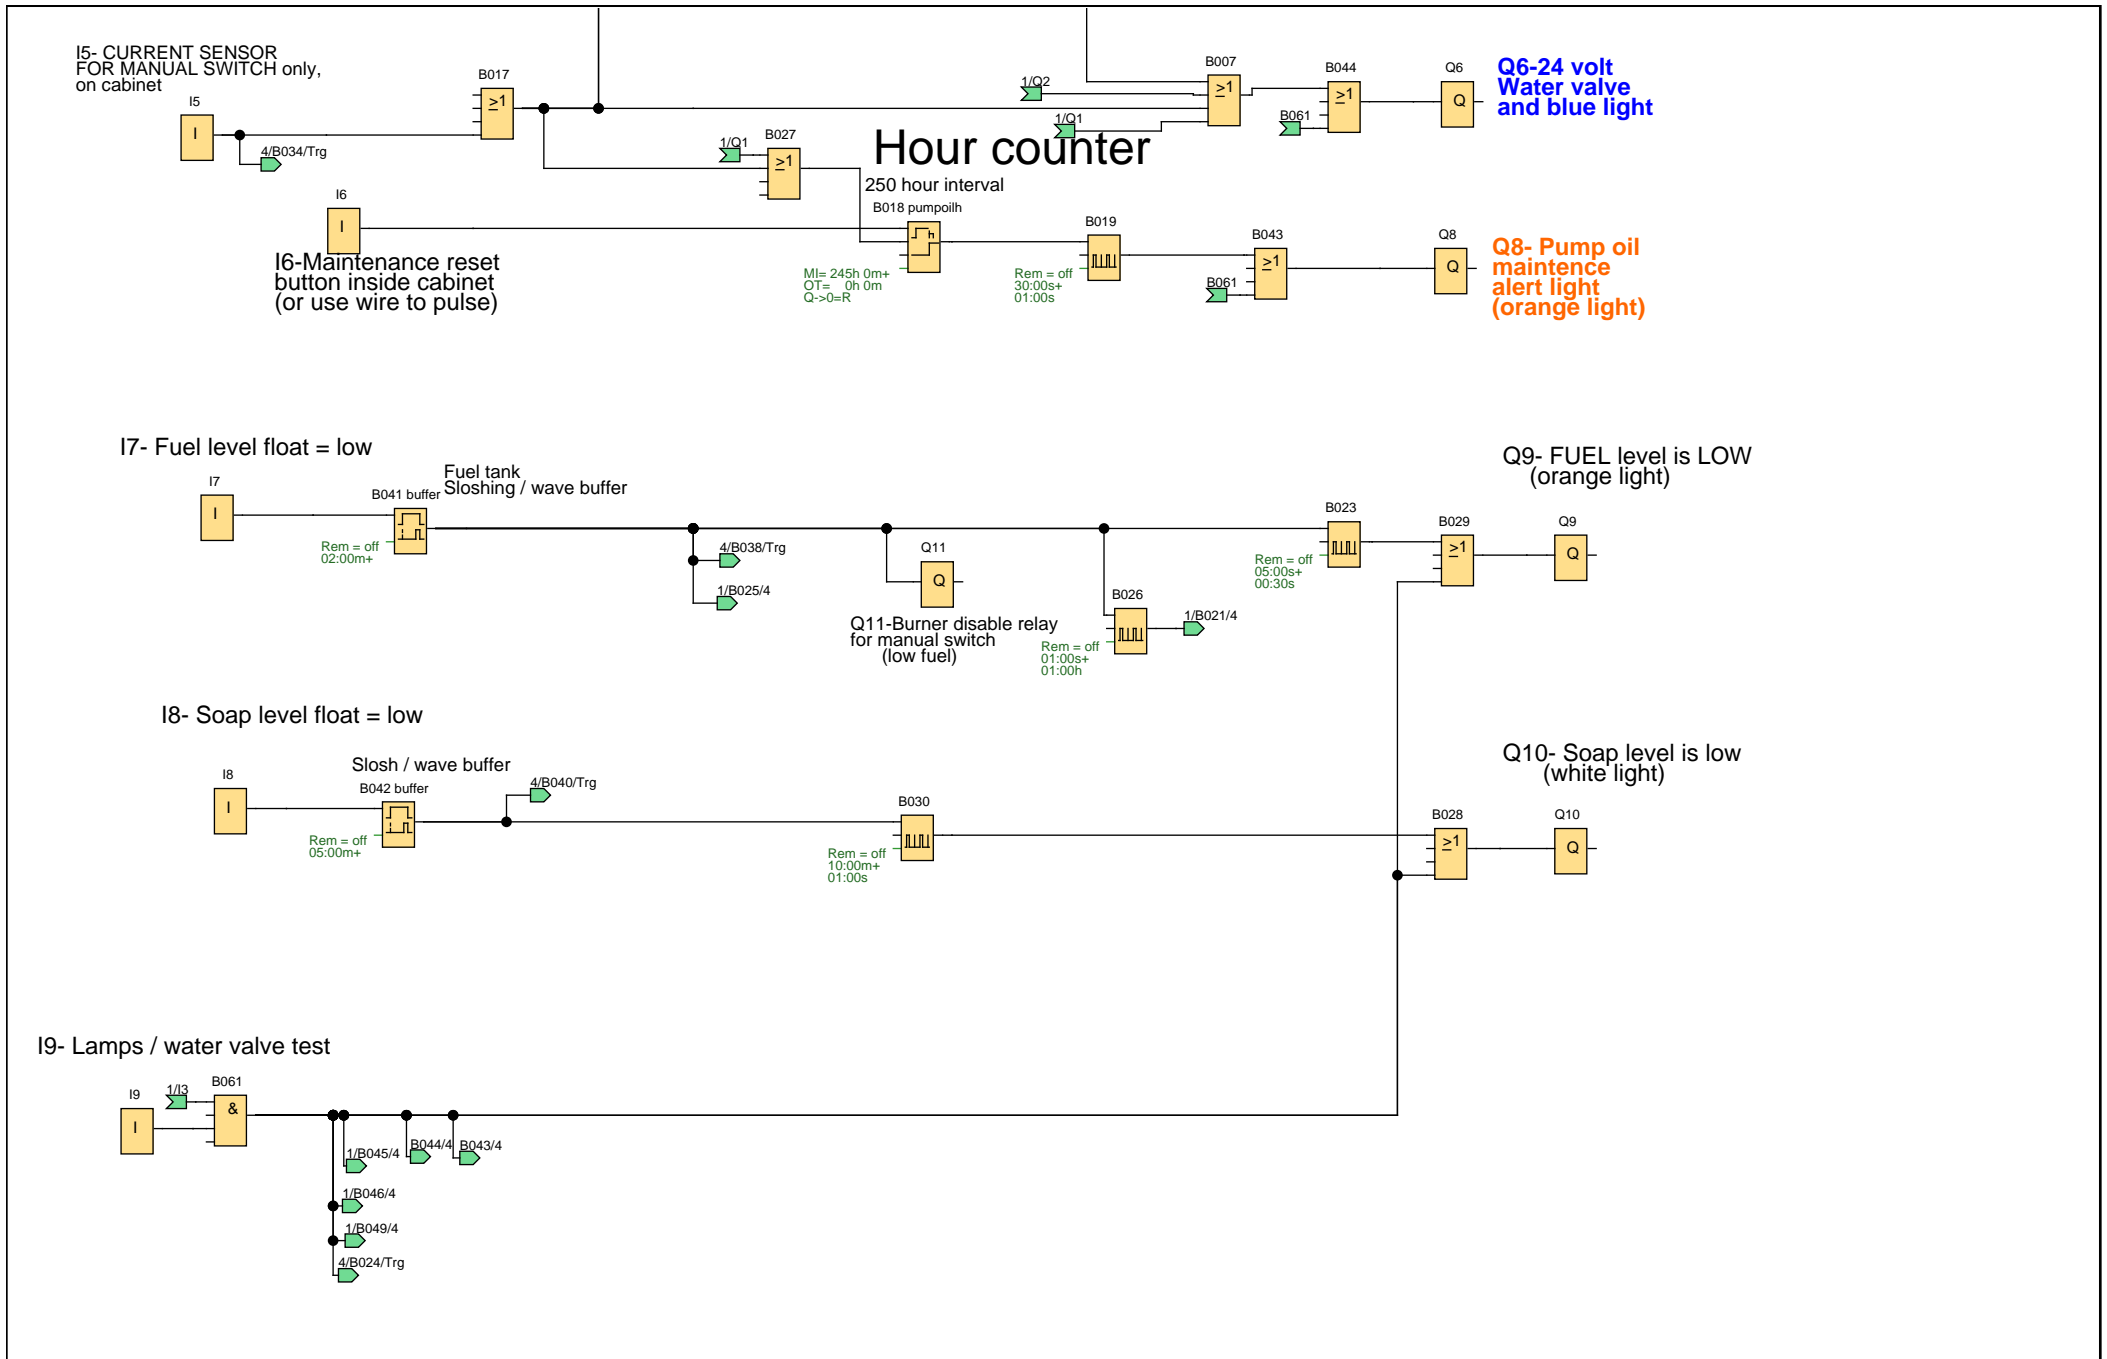 I5- CURRENT SENSOR
FOR MANUAL SWITCH only,
on cabinet
I5
I
4/B034/Trg
B017
≥1
1/Q2
1/Q1
B007
≥1
B044
≥1
B061
Q6
Q
Q6-24 volt
Water valve
and blue light
1/Q1
B027
≥1
Hour counter
250 hour interval
I6
I
I6-Maintenance reset
button inside cabinet
(or use wire to pulse)
B018 pumpoilh
h
MI= 245h 0m+
OT= 0h 0m
Q->0=R
B019
Rem = off
30:00s+
01:00s
B043
≥1
B061
Q8
Q
Q8- Pump oil
maintence
alert light
(orange light)
I7- Fuel level float = low
I7
I
B041 buffer
Rem = off
02:00m+
Fuel tank
Sloshing / wave buffer
4/B038/Trg
1/B025/4
Q11
Q
Q11-Burner disable relay
for manual switch
(low fuel)
B026
Rem = off
01:00s+
01:00h
1/B021/4
B023
Rem = off
05:00s+
00:30s
B029
≥1
Q9
Q
Q9- FUEL level is LOW
(orange light)
I8- Soap level float = low
I8
I
Slosh / wave buffer
B042 buffer
Rem = off
05:00m+
4/B040/Trg
B030
Rem = off
10:00m+
01:00s
B028
≥1
Q10
Q
Q10- Soap level is low
(white light)
I9- Lamps / water valve test
I9
I
1/I3
B061
&
1/B045/4
B044/4
B043/4
1/B046/4
1/B049/4
4/B024/Trg